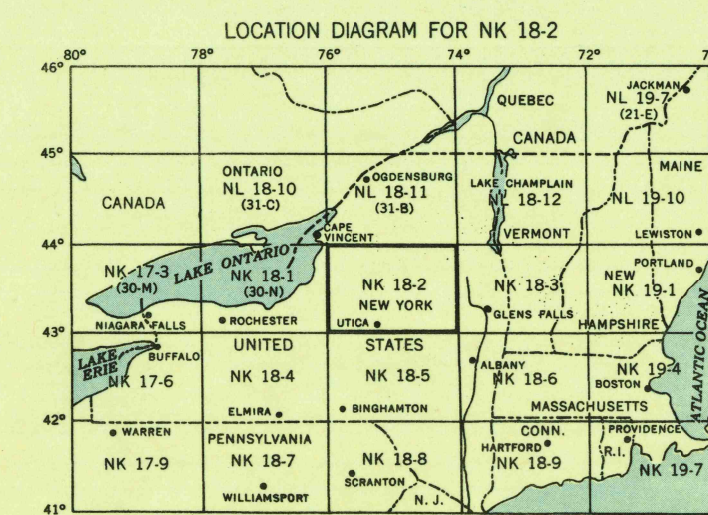 LOCATION DIAGRAM FOR NK 18-2
80° 78° 76° 74° 72°
46°
JACKMAN
NL 19-7
(21-E)
QUEBEC
CANADA
45°
ONTARIO
NL 18-10
(31-C)
OGDENSBURG
NL 18-11
(31-B)
LAKE CHAMPLAIN
NL 18-12
MAINE
NL 19-10
CANADA
CAPE
VINCENT
VERMONT
LEWISTON
44°
NK 17-3
(30-M)
LAKE ONTARIO
NK 18-1
(30-N)
NK 18-2
NEW YORK
NK 18-3
PORTLAND
NEW
NK 19-1
NIAGARA FALLS
ROCHESTER
UTICA
GLENS FALLS
HAMPSHIRE
43°
LAKE
ERIE
BUFFALO
UNITED
STATES
NK 17-6
NK 18-4
NK 18-5
ALBANY
NK 18-6
NK 19-4
BOSTON
ATLANTIC OCEAN
ELMIRA
BINGHAMTON
MASSACHUSETTS
42°
WARREN
NK 17-9
PENNSYLVANIA
NK 18-7
WILLIAMSPORT
NK 18-8
SCRANTON
N. J.
CONN.
HARTFORD
NK 18-9
PROVIDENCE
R.I.
NK 19-7
41°